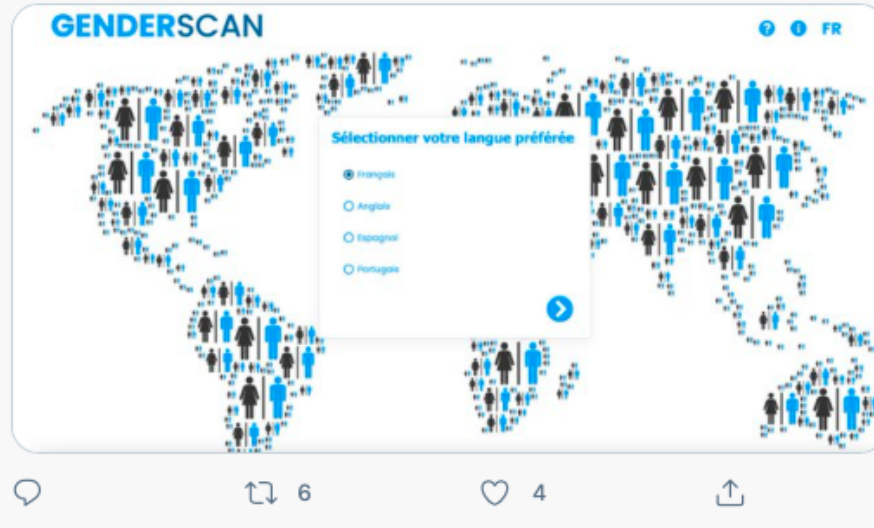 GENDERSCAN
FR
Sélectionner votre langue préférée
Français
Anglais
Espagnol
Portugais
6
4